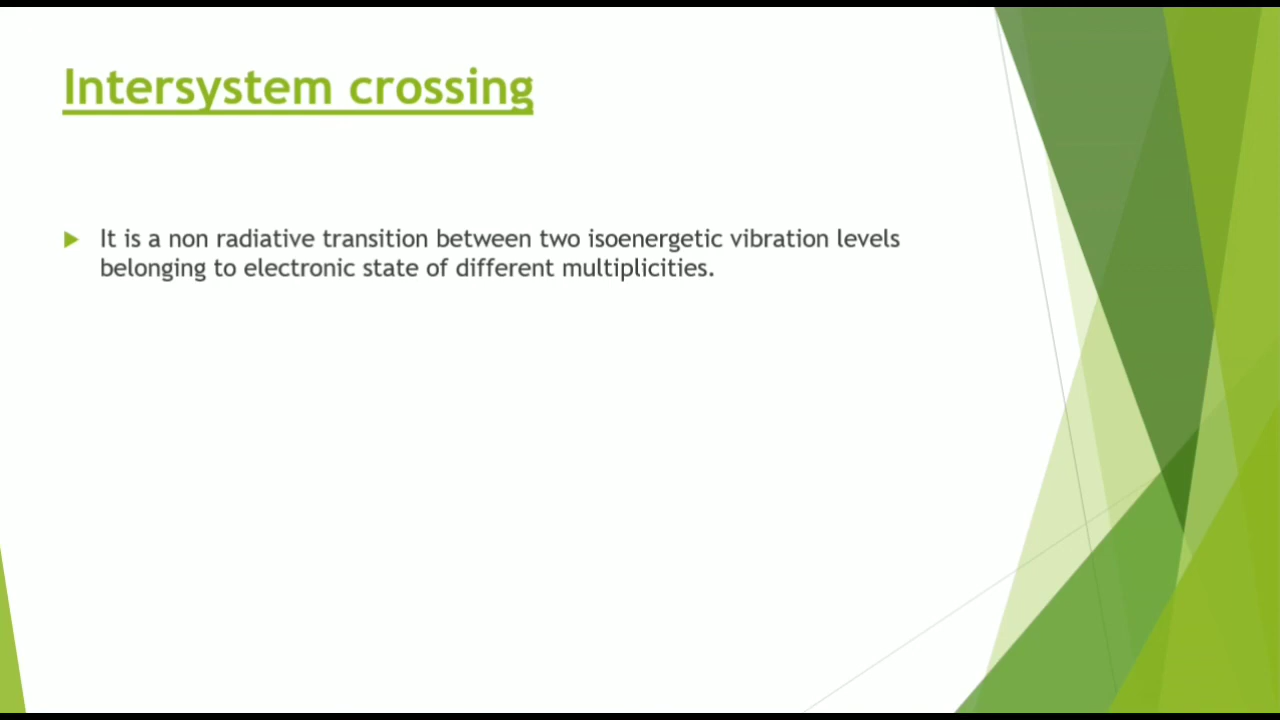 Intersystem crossing
It is a non radiative transition between two isoenergetic vibration levels
belonging to electronic state of different multiplicities.